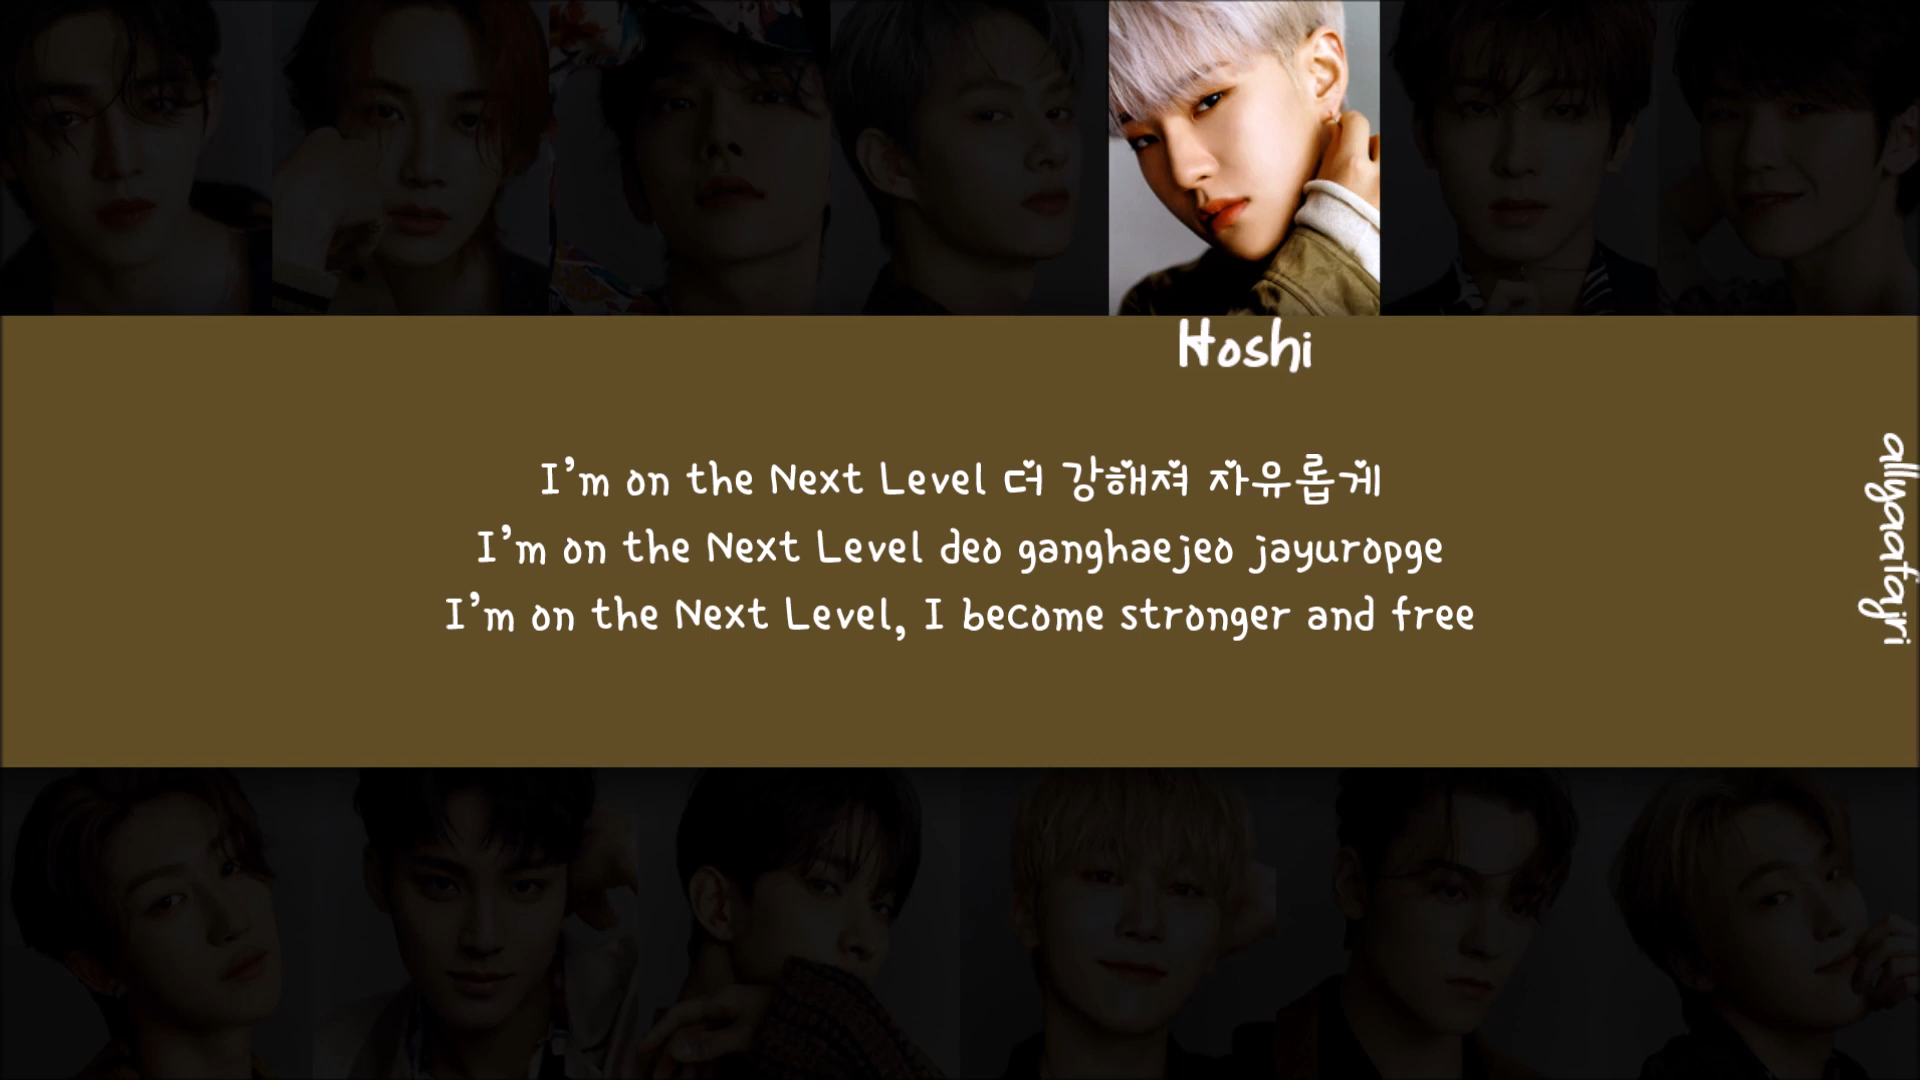 Hoshi
I'm on the Next Level 더 강해져 자유롭게
I'm on the Next Level deo ganghaejeo jayuropge
I'm on the Next Level, I become stronger and free
allyaafajri